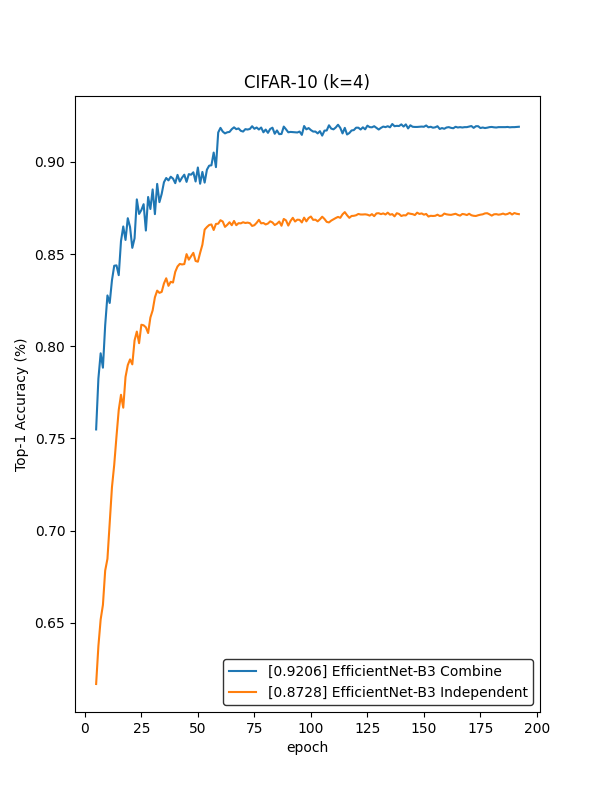 CIFAR-10 (k=4)
Top-1 Accuracy (%)
0.90
0.85
0.80
0.75
0.70
0.65
[0.9206] EfficientNet-B3 Combine
[0.8728] EfficientNet-B3 Independent
0 25 50 75 100 125 150 175 200
epoch